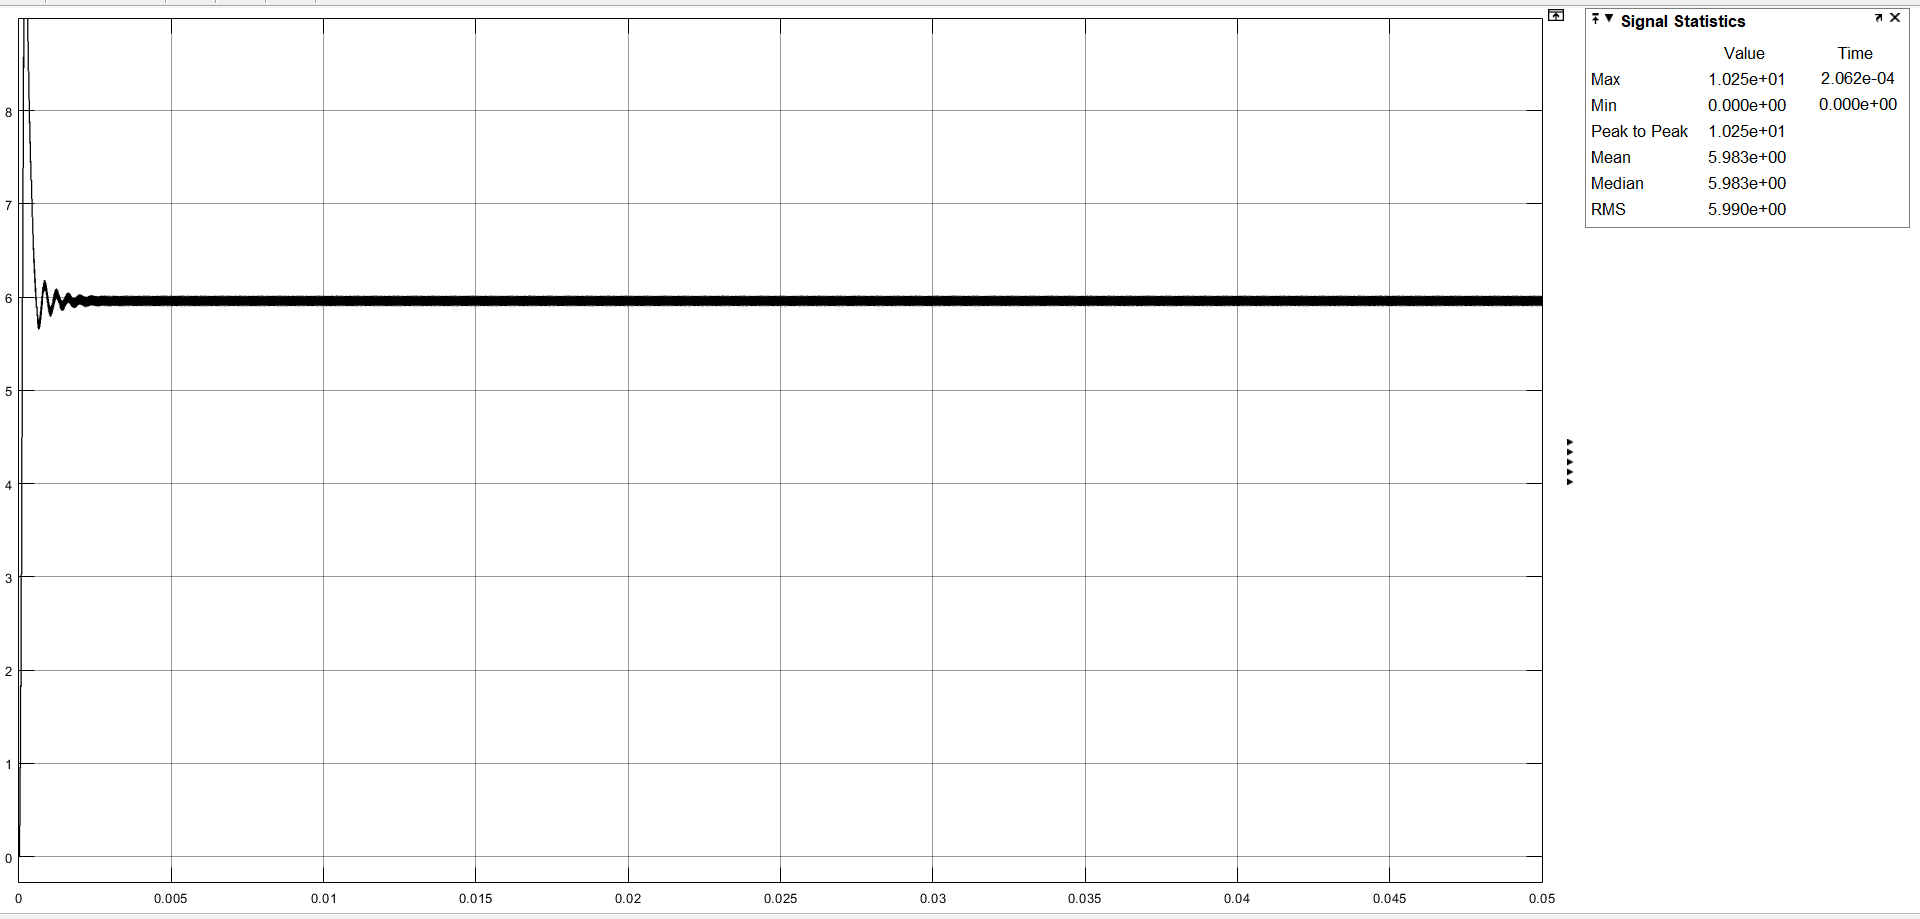 8
7
6
5
4
3
2
1
0
0 0.005 0.01 0.015 0.02 0.025 0.03 0.035 0.04 0.045 0.05
Signal Statistics
Value Time
Max 1.025e+01 2.062e-04
Min 0.000e+00 0.000e+00
Peak to Peak 1.025e+01
Mean 5.983e+00
Median 5.983e+00
RMS 5.990e+00